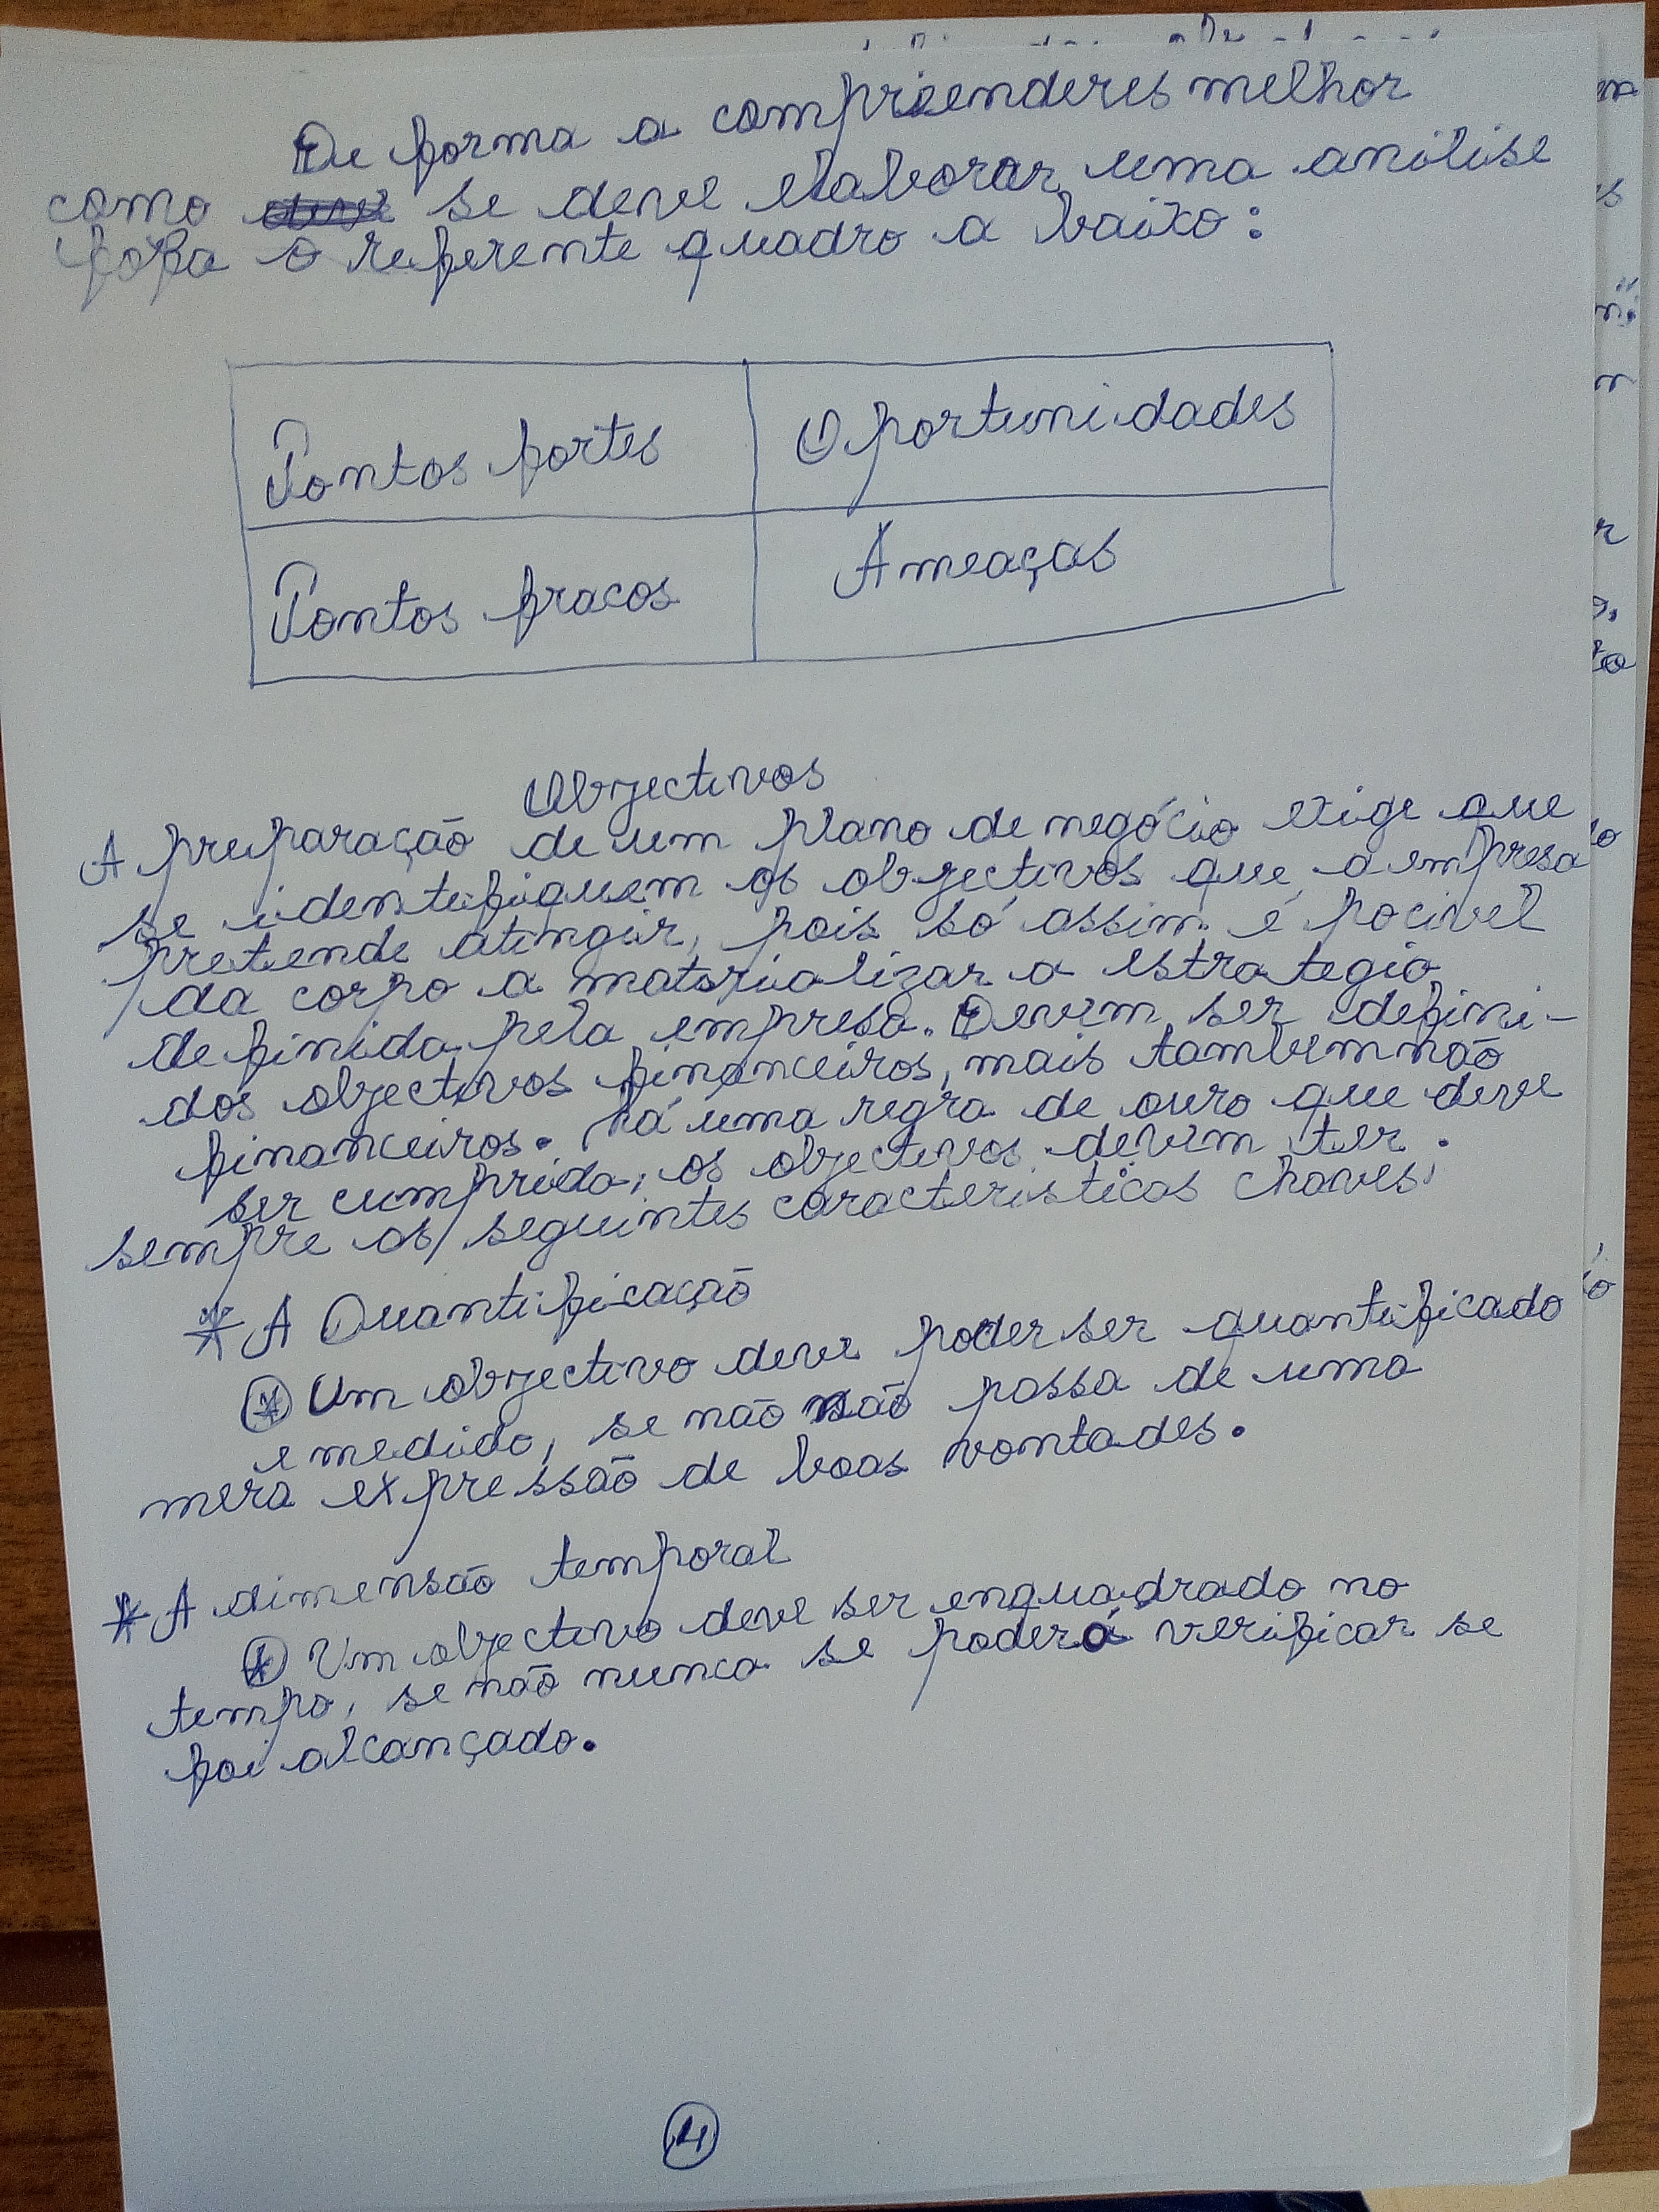 De forma a compreenderes melhor
como se deve elaborar uma análise
fofa o referente quadro a baixo:
Pontos fortes
Oportunidades
Pontos fracos
Ameaças
Objectivos
A preparação de um plano de negócio exige que
se identifiquem os objectivos que a empresa
pretende atingir, pois só assim é pocivel
da corpo a materializar a estrategia
definida pela empresa. Devem ser defini-
dos objectivos financeiros, mais tambem não
financeiros. há uma regra de ouro que deve
ser cumprida, os objectivos devem ter
sempre as seguintes caracteristicas chaves.
* A Quantificação
* Um objectivo deve poder ser quantificado
e medido, se não não passa de uma
mera expressão de boas vontades.
* A dimensão temporal
* Um objectivo deve ser enquadrado no
tempo, se não nunca se poderá verificar se
foi alcançado.